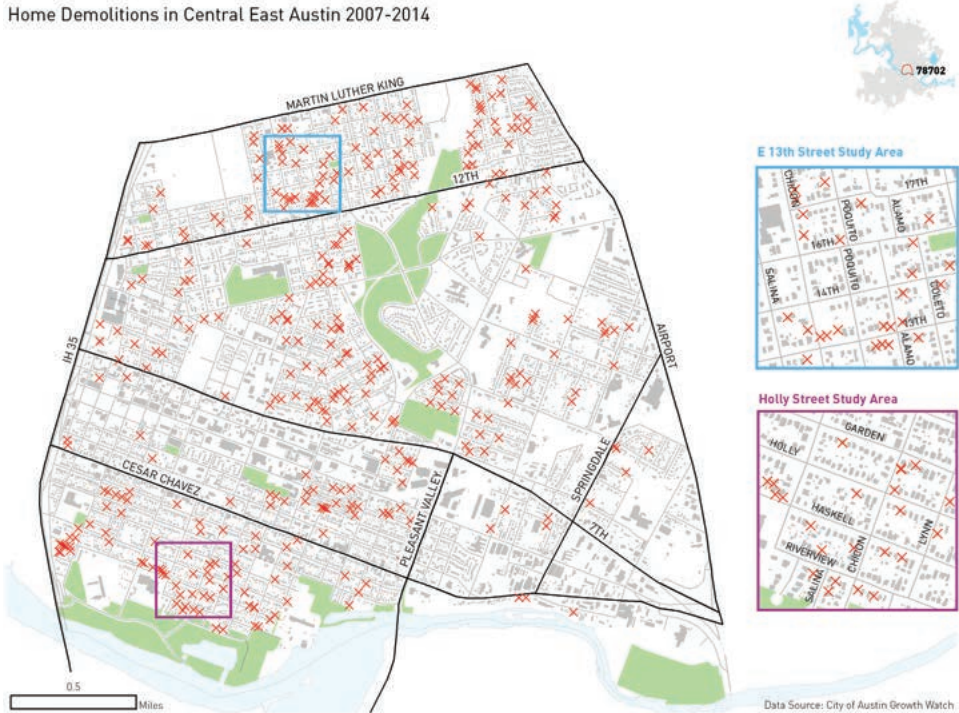 Home Demolitions in Central East Austin 2007-2014
78702
MARTIN LUTHER KING
12TH
IH 35
AIRPORT
CESAR CHAVEZ
PLEASANT VALLEY
SPRINGDALE
7TH
E 13th Street Study Area
CHICON
17TH
POQUITO
ALAMO
16TH
POQUITO
SALINA
14TH
COLETO
13TH
ALAMO
Holly Street Study Area
GARDEN
HOLLY
HASKELL
LYNN
RIVERVIEW
CHICON
SALINA
0.5
Miles
Data Source: City of Austin Growth Watch